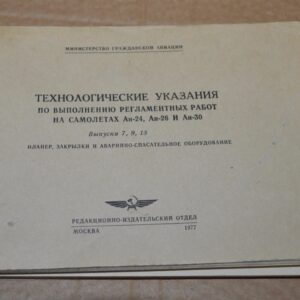 МИНИСТЕРСТВО ГРАЖДАНСКОЙ АВИАЦИИ
ТЕХНОЛОГИЧЕСКИЕ УКАЗАНИЯ
ПО ВЫПОЛНЕНИЮ РЕГЛАМЕНТНЫХ РАБОТ
НА САМОЛЕТАХ Ан-24, Ан-26 И Ан-30
Выпуски 7, 9, 13
ПЛАНЕР, ЗАКРЫЛКИ И АВАРИЙНО-СПАСАТЕЛЬНОЕ ОБОРУДОВАНИЕ
РЕДАКЦИОННО-ИЗДАТЕЛЬСКИЙ ОТДЕЛ
МОСКВА 1977